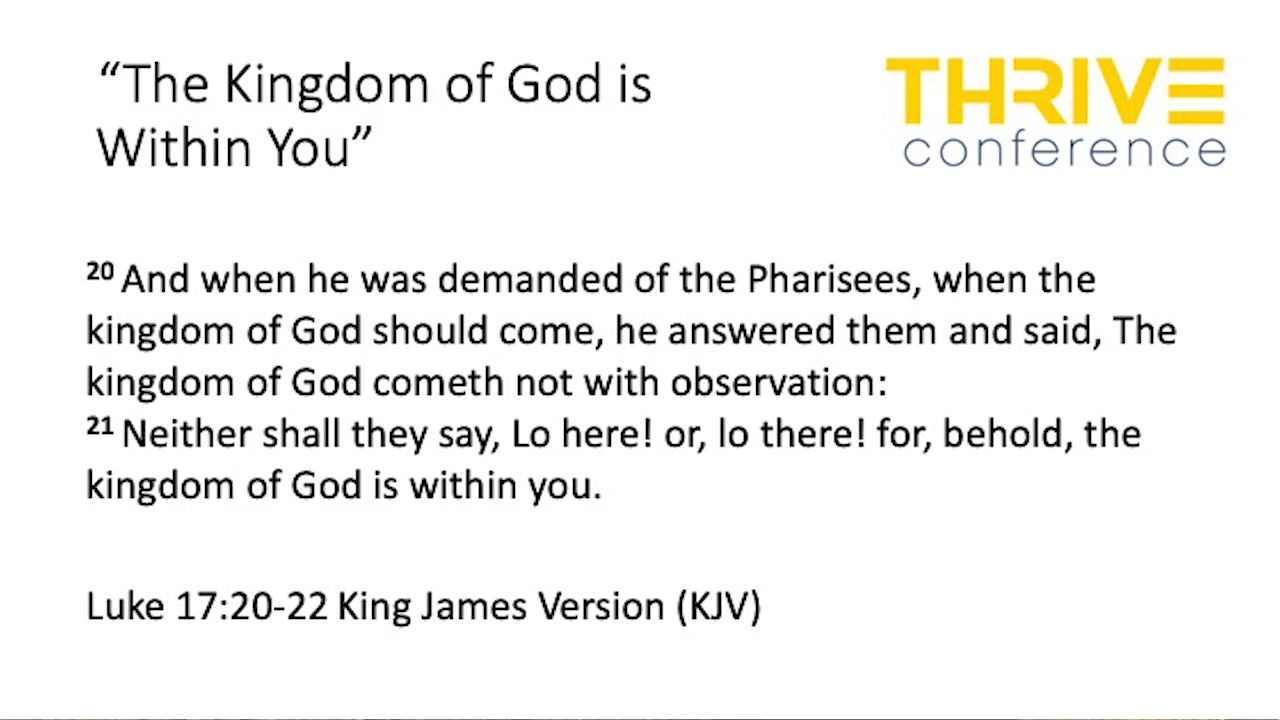 “The Kingdom of God is
Within You”
THRIVE
conference
20 And when he was demanded of the Pharisees, when the
kingdom of God should come, he answered them and said, The
kingdom of God cometh not with observation:
21 Neither shall they say, Lo here! or, lo there! for, behold, the
kingdom of God is within you.
Luke 17:20-22 King James Version (KJV)